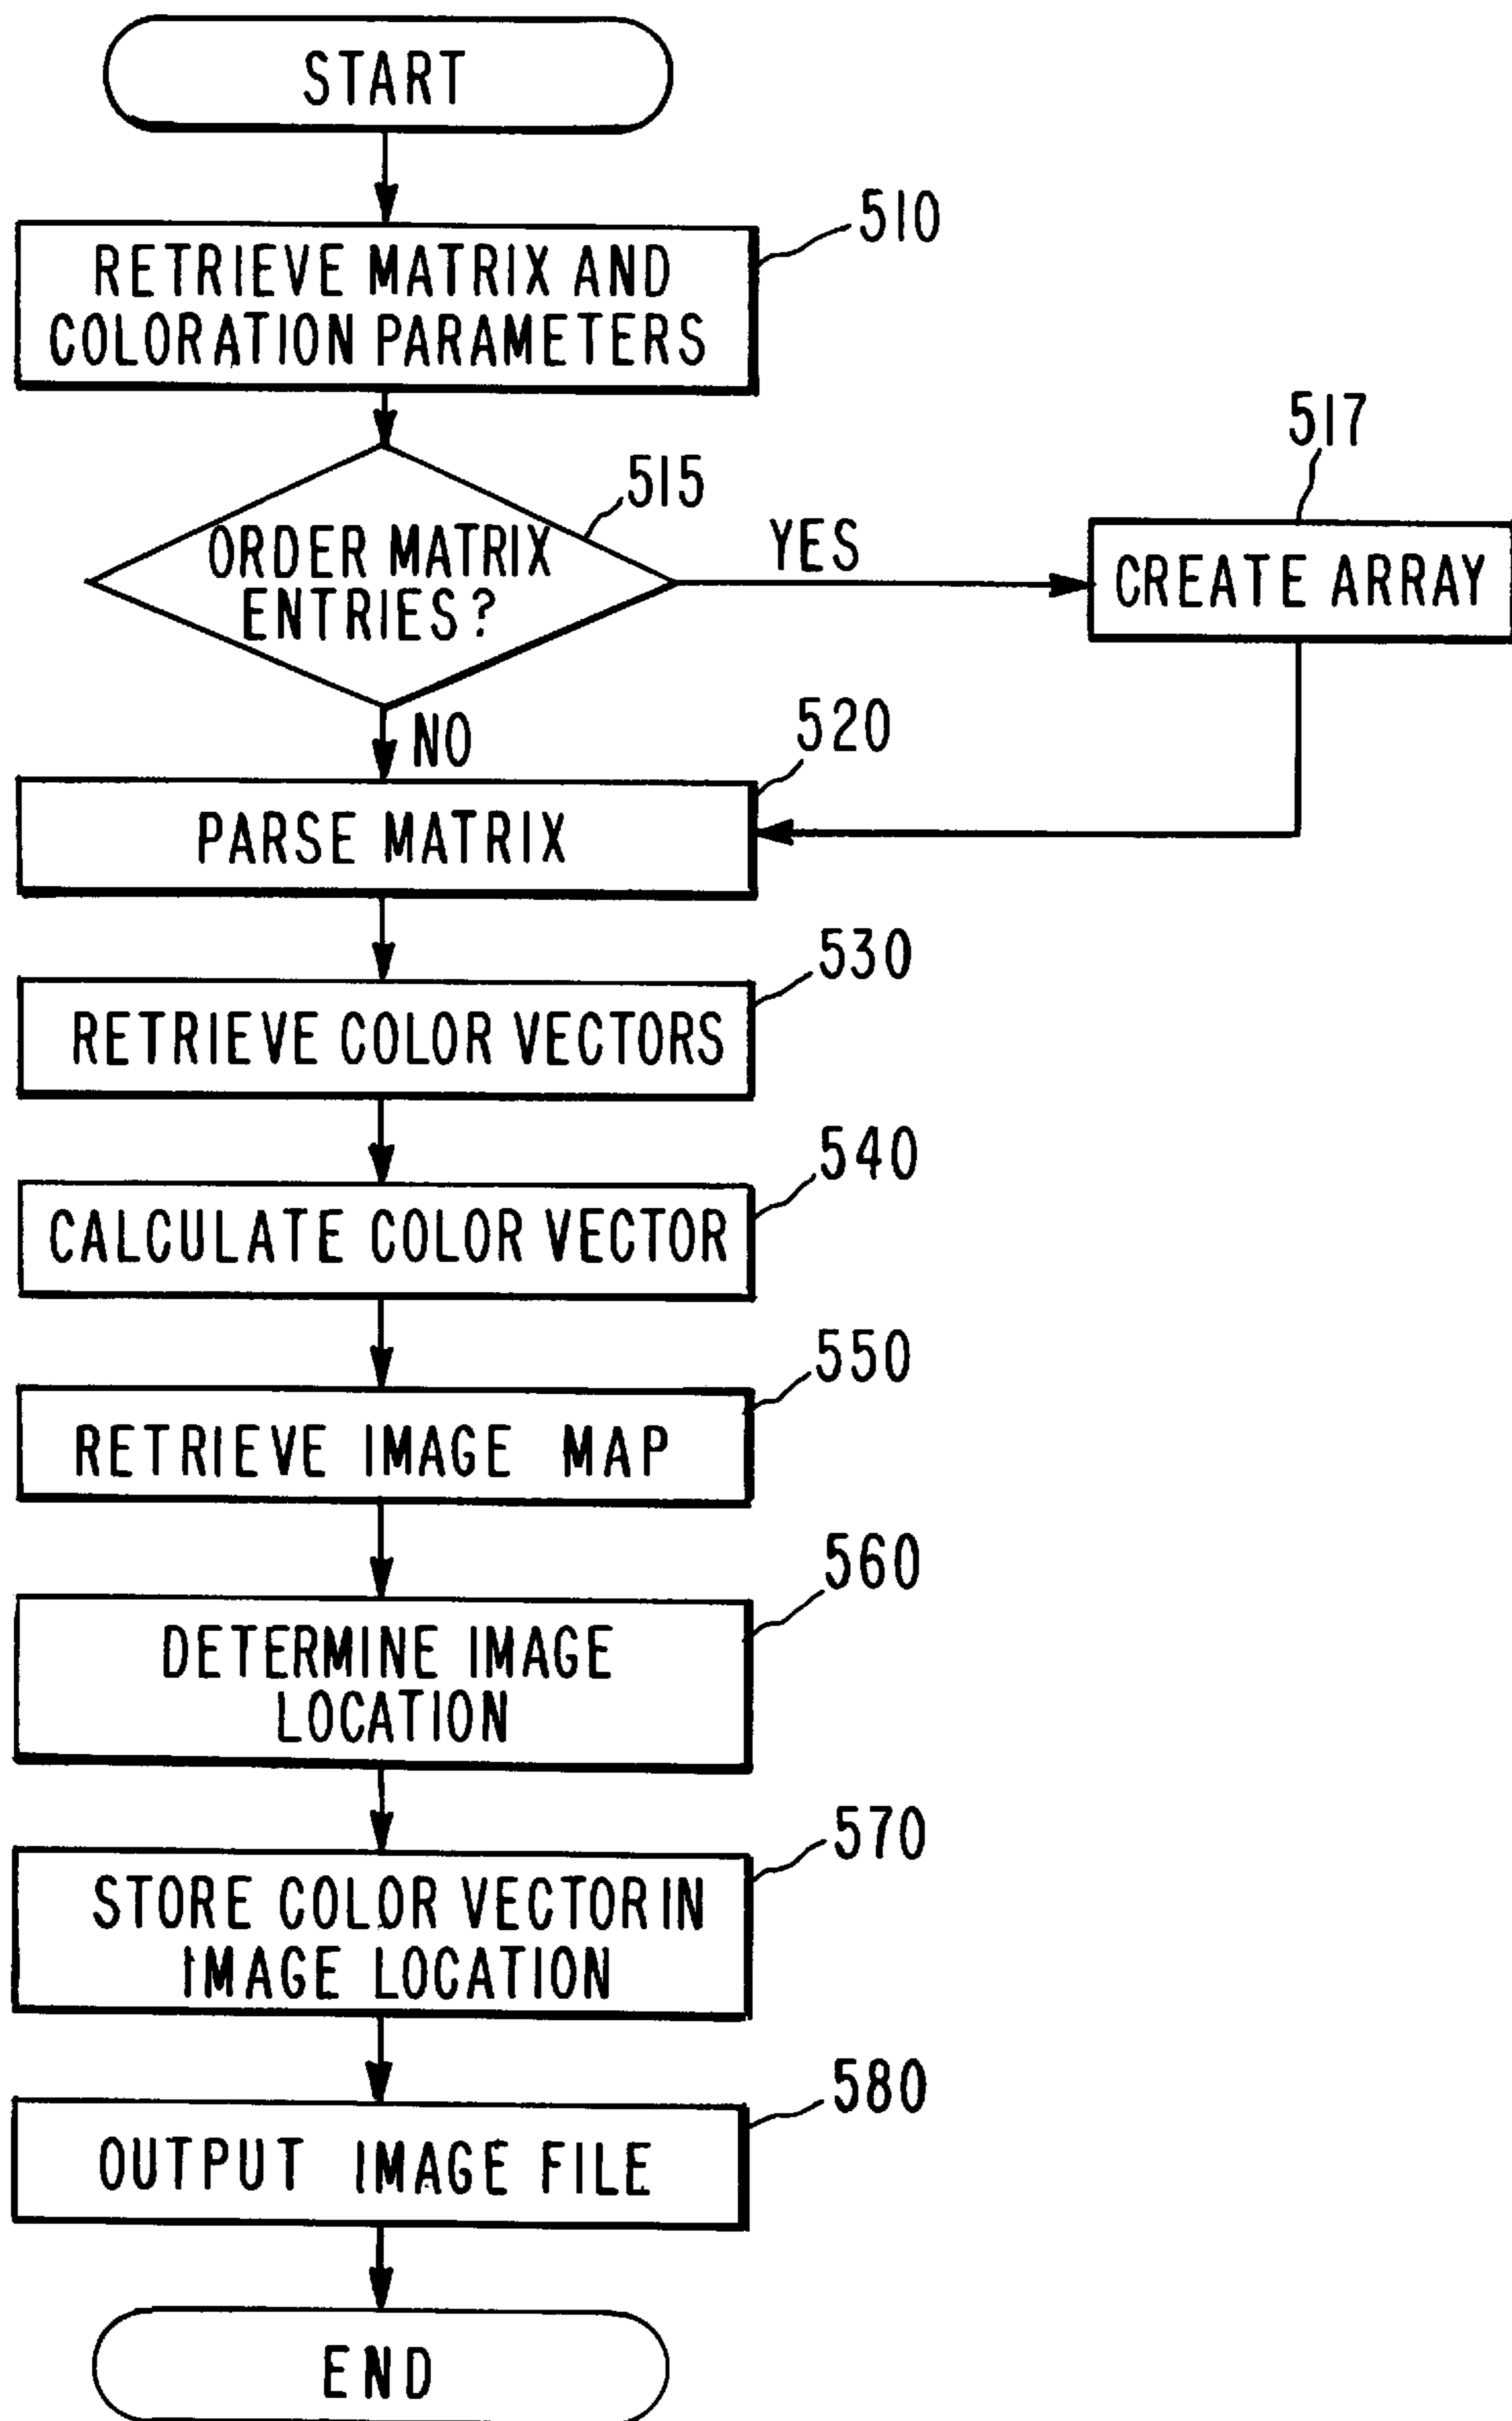 START
510
RETRIEVE MATRIX AND
COLORATION PARAMETERS
517
515
ORDER MATRIX
ENTRIES?
YES
CREATE ARRAY
NO
520
PARSE MATRIX
530
RETRIEVE COLOR VECTORS
540
CALCULATE COLOR VECTOR
550
RETRIEVE IMAGE MAP
560
DETERMINE IMAGE
LOCATION
570
STORE COLOR VECTOR IN
IMAGE LOCATION
580
OUTPUT IMAGE FILE
END